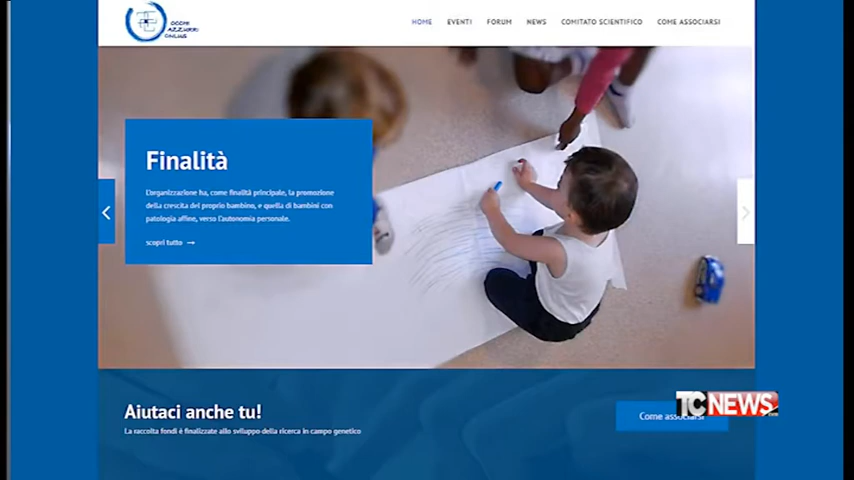 OCCHI
AZZURRI
ONLUS
HOME EVENTI FORUM NEWS COMITATO SCIENTIFICO COME ASSOCIARSI
Finalità
L'organizzazione ha, come finalità principale, la promozione
della crescita del proprio bambino, e quella di bambini con
patologia affine, verso l'autonomia personale.
scopri tutto →
Aiutaci anche tu!
La raccolta fondi è finalizzate allo sviluppo della ricerca in campo genetico
Come associarsi
TCNEWS